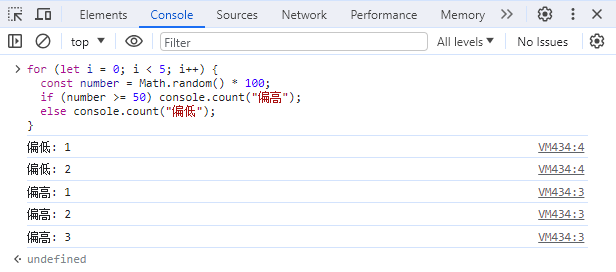 Elements Console Sources Network Performance Memory
top Filter All levels No Issues
for (let i = 0; i < 5; i++) {
  const number = Math.random() * 100;
  if (number >= 50) console.count("偏高");
  else console.count("偏低");
}
偏低: 1 VM434:4
偏低: 2 VM434:4
偏高: 1 VM434:3
偏高: 2 VM434:3
偏高: 3 VM434:3
undefined